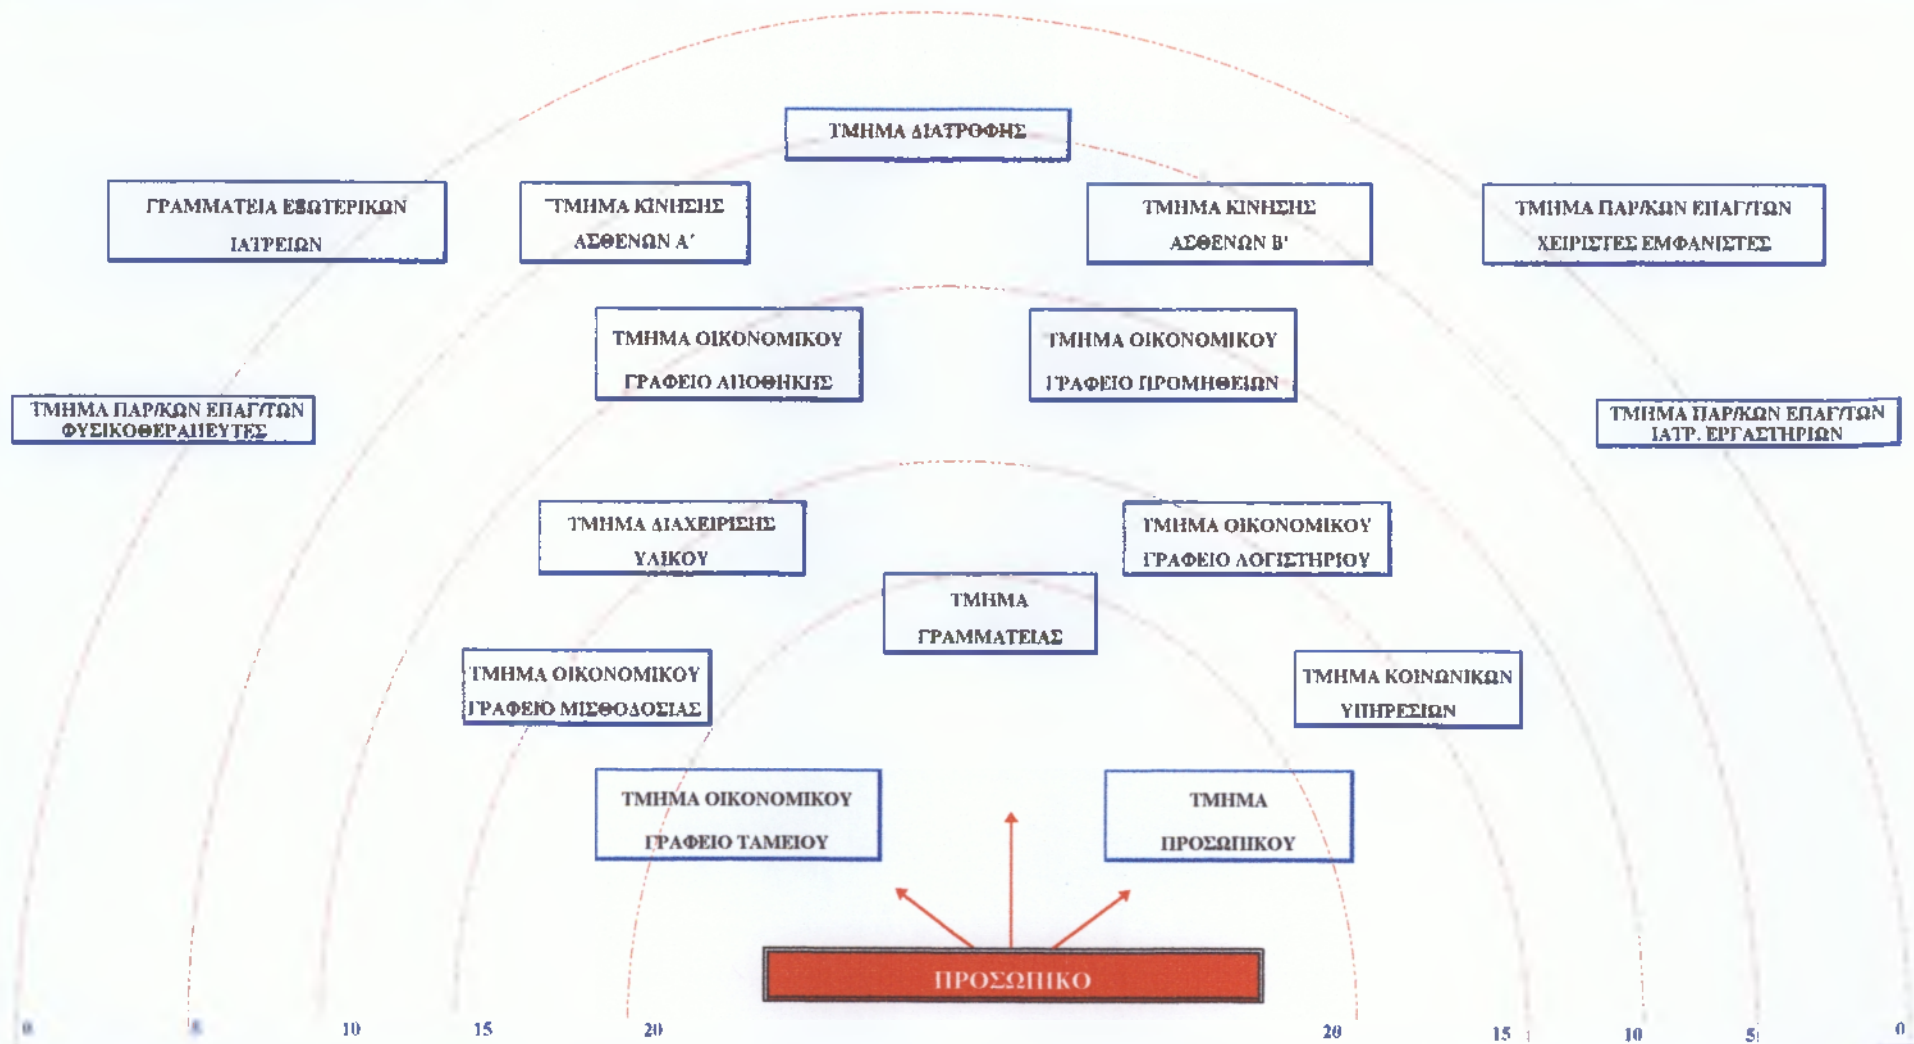 ΤΜΗΜΑ ΔΙΑΤΡΟΦΗΣ
ΓΡΑΜΜΑΤΕΙΑ ΕΞΩΤΕΡΙΚΩΝ
ΙΑΤΡΕΙΩΝ
ΤΜΗΜΑ ΚΙΝΗΣΗΣ
ΑΣΘΕΝΩΝ Α'
ΤΜΗΜΑ ΚΙΝΗΣΗΣ
ΑΣΘΕΝΩΝ Β'
ΤΜΗΜΑ ΠΑΡ/ΚΩΝ ΕΠΑΓ/ΤΩΝ
ΧΕΙΡΙΣΤΕΣ ΕΜΦΑΝΙΣΤΕΣ
ΤΜΗΜΑ ΟΙΚΟΝΟΜΙΚΟΥ
ΓΡΑΦΕΙΟ ΑΠΟΘΗΚΗΣ
ΤΜΗΜΑ ΟΙΚΟΝΟΜΙΚΟΥ
ΓΡΑΦΕΙΟ ΠΡΟΜΗΘΕΙΩΝ
ΤΜΗΜΑ ΠΑΡ/ΚΩΝ ΕΠΑΓ/ΤΩΝ
ΦΥΣΙΚΟΘΕΡΑΠΕΥΤΕΣ
ΤΜΗΜΑ ΠΑΡ/ΚΩΝ ΕΠΑΓ/ΤΩΝ
ΙΑΤΡ. ΕΡΓΑΣΤΗΡΙΩΝ
ΤΜΗΜΑ ΔΙΑΧΕΙΡΙΣΗΣ
ΥΛΙΚΟΥ
ΤΜΗΜΑ ΟΙΚΟΝΟΜΙΚΟΥ
ΓΡΑΦΕΙΟ ΛΟΓΙΣΤΗΡΙΟΥ
ΤΜΗΜΑ
ΓΡΑΜΜΑΤΕΙΑΣ
ΤΜΗΜΑ ΟΙΚΟΝΟΜΙΚΟΥ
ΓΡΑΦΕΙΟ ΜΙΣΘΟΔΟΣΙΑΣ
ΤΜΗΜΑ ΚΟΙΝΩΝΙΚΩΝ
ΥΠΗΡΕΣΙΩΝ
ΤΜΗΜΑ ΟΙΚΟΝΟΜΙΚΟΥ
ΓΡΑΦΕΙΟ ΤΑΜΕΙΟΥ
ΤΜΗΜΑ
ΠΡΟΣΩΠΙΚΟΥ
ΠΡΟΣΩΠΙΚΟ
0 5 10 15 20 20 15 10 5 0